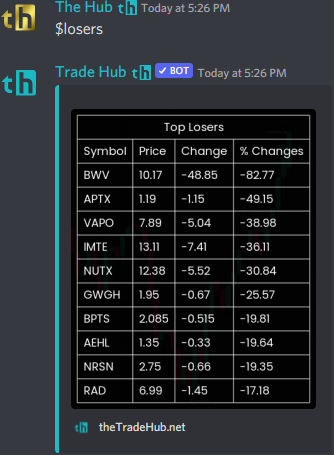 The Hub th Today at 5:26 PM
$losers
Trade Hub th ✓ BOT Today at 5:26 PM
Top Losers
Symbol Price Change % Changes
BWV 10.17 -48.85 -82.77
APTX 1.19 -1.15 -49.15
VAPO 7.89 -5.04 -38.98
IMTE 13.11 -7.41 -36.11
NUTX 12.38 -5.52 -30.84
GWGH 1.95 -0.67 -25.57
BPTS 2.085 -0.515 -19.81
AEHL 1.35 -0.33 -19.64
NRSN 2.75 -0.66 -19.35
RAD 6.99 -1.45 -17.18
th theTradeHub.net